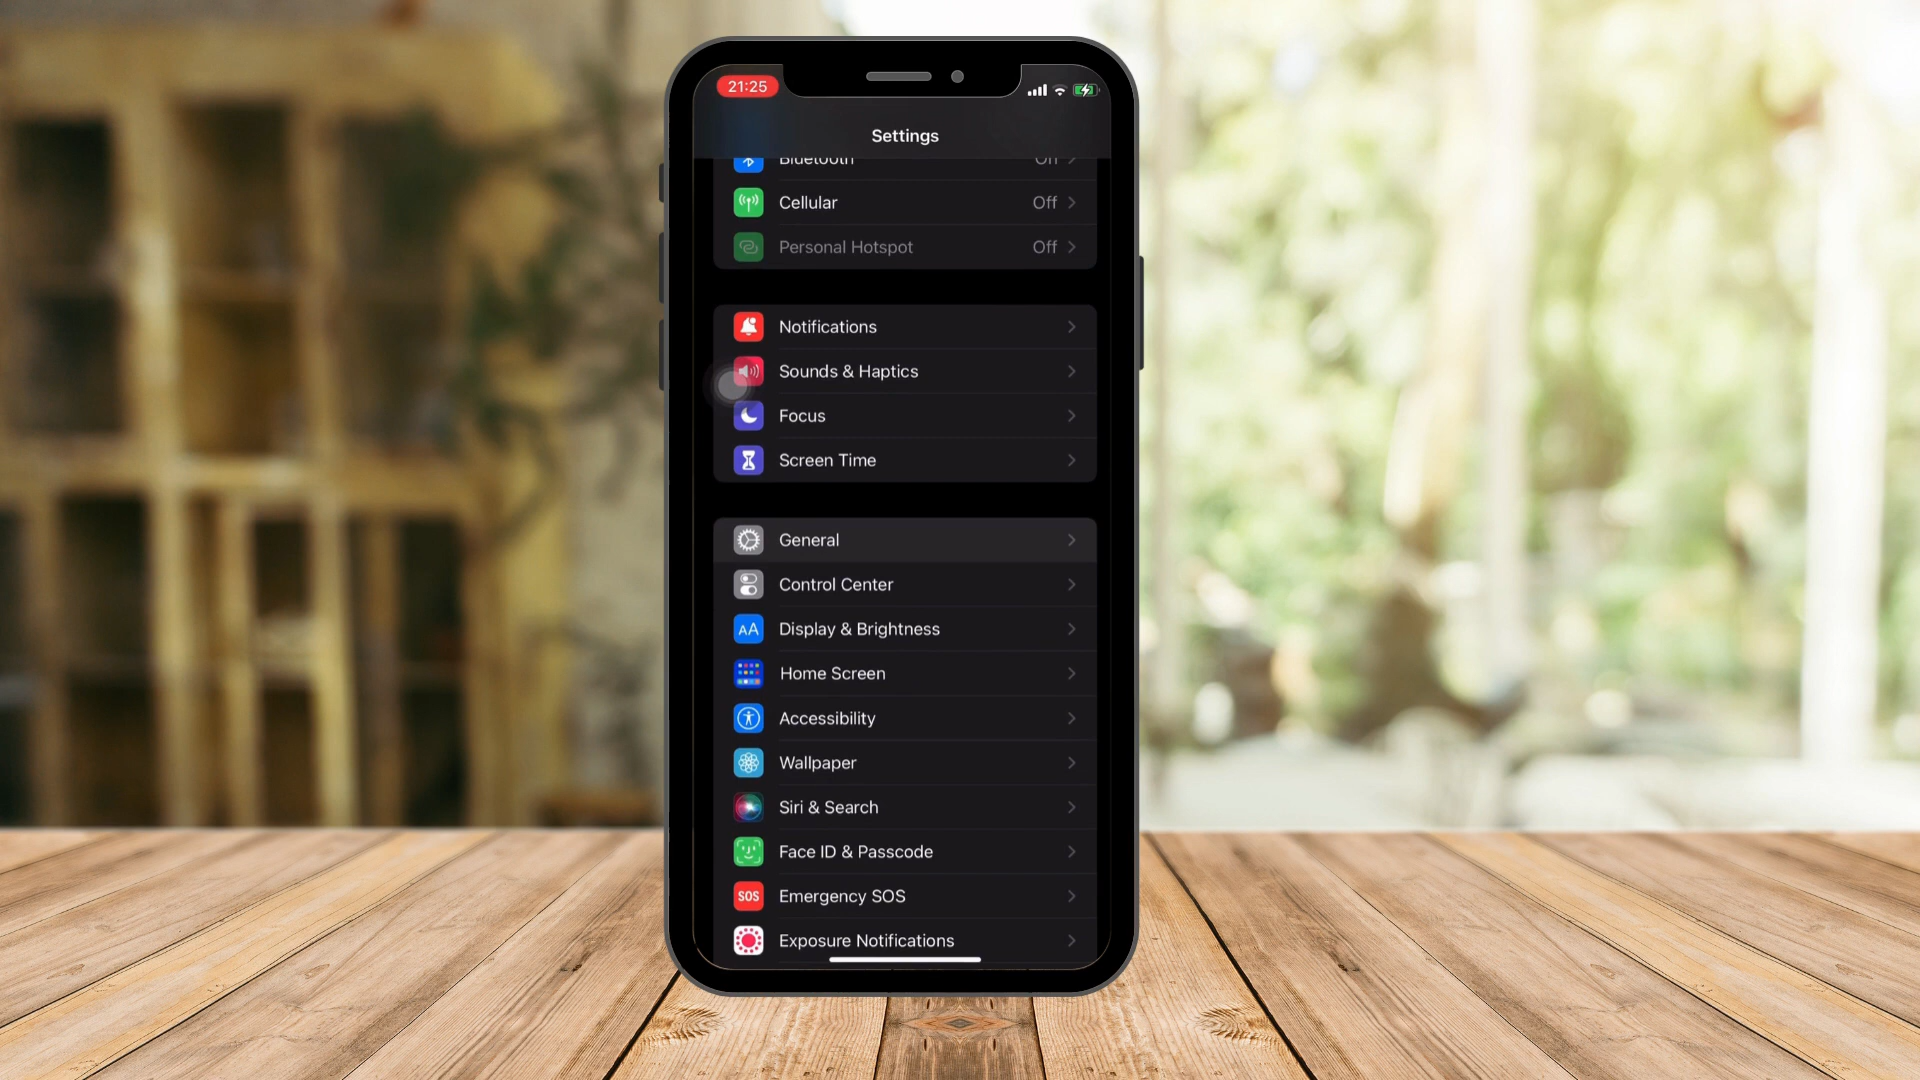 21:25
Settings
Bluetooth
Cellular Off
Personal Hotspot Off
Notifications
Sounds & Haptics
Focus
Screen Time
General
Control Center
AA Display & Brightness
Home Screen
Accessibility
Wallpaper
Siri & Search
Face ID & Passcode
SOS Emergency SOS
Exposure Notifications